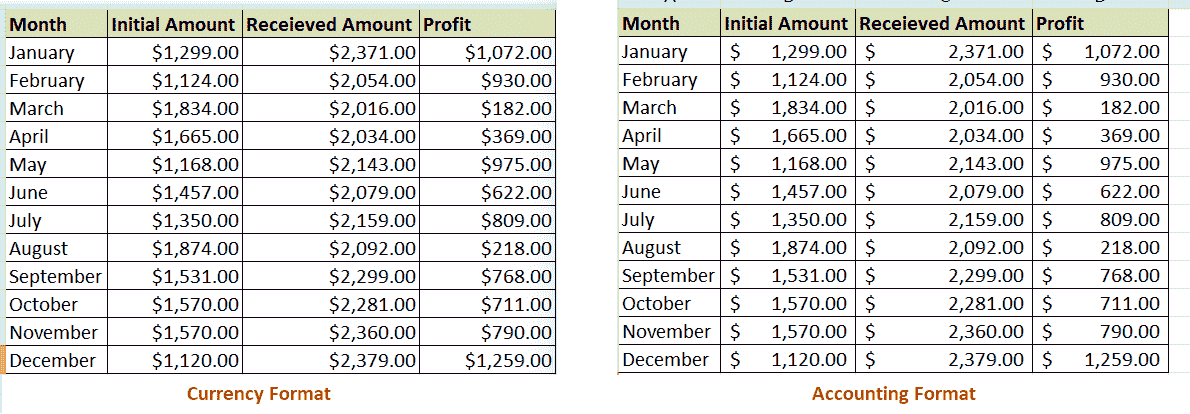 Month Initial Amount Receieved Amount Profit
January $1,299.00 $2,371.00 $1,072.00
February $1,124.00 $2,054.00 $930.00
March $1,834.00 $2,016.00 $182.00
April $1,665.00 $2,034.00 $369.00
May $1,168.00 $2,143.00 $975.00
June $1,457.00 $2,079.00 $622.00
July $1,350.00 $2,159.00 $809.00
August $1,874.00 $2,092.00 $218.00
September $1,531.00 $2,299.00 $768.00
October $1,570.00 $2,281.00 $711.00
November $1,570.00 $2,360.00 $790.00
December $1,120.00 $2,379.00 $1,259.00
Currency Format
Month Initial Amount Receieved Amount Profit
January $ 1,299.00 $ 2,371.00 $ 1,072.00
February $ 1,124.00 $ 2,054.00 $ 930.00
March $ 1,834.00 $ 2,016.00 $ 182.00
April $ 1,665.00 $ 2,034.00 $ 369.00
May $ 1,168.00 $ 2,143.00 $ 975.00
June $ 1,457.00 $ 2,079.00 $ 622.00
July $ 1,350.00 $ 2,159.00 $ 809.00
August $ 1,874.00 $ 2,092.00 $ 218.00
September $ 1,531.00 $ 2,299.00 $ 768.00
October $ 1,570.00 $ 2,281.00 $ 711.00
November $ 1,570.00 $ 2,360.00 $ 790.00
December $ 1,120.00 $ 2,379.00 $ 1,259.00
Accounting Format